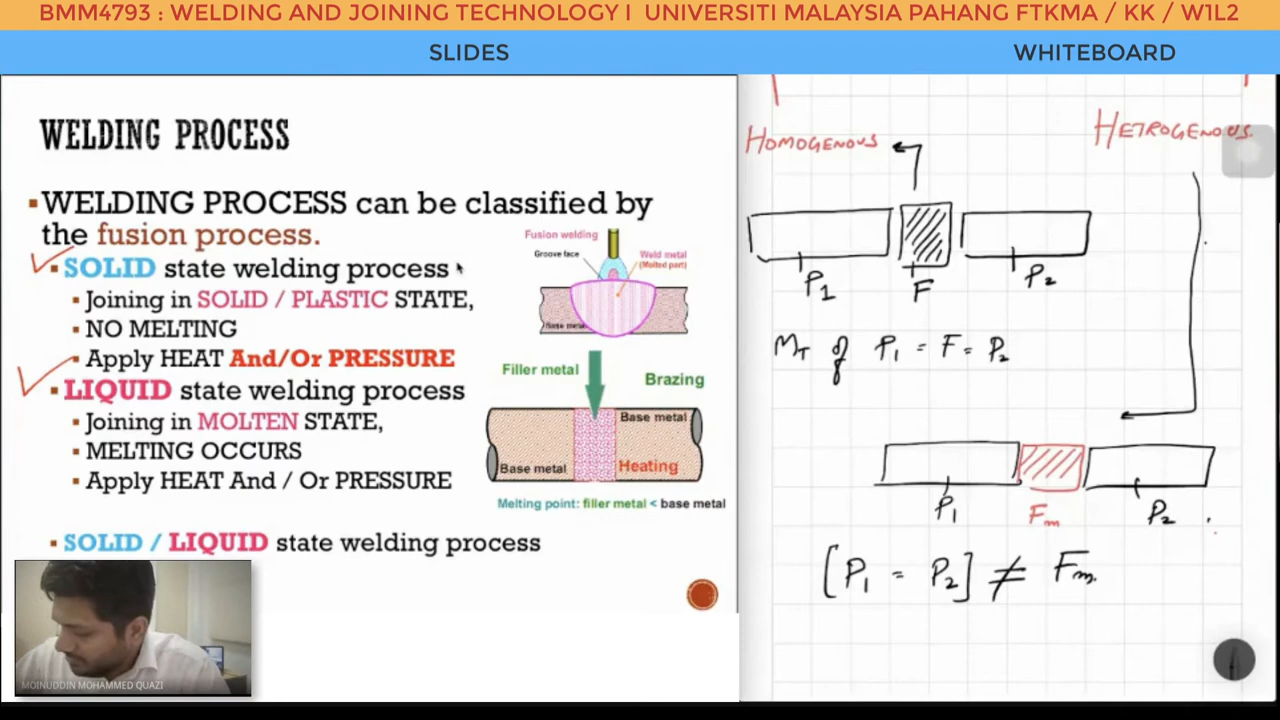 BMM4793 : WELDING AND JOINING TECHNOLOGY I UNIVERSITI MALAYSIA PAHANG FTKMA / KK / W1L2
SLIDES
WHITEBOARD
WELDING PROCESS
WELDING PROCESS can be classified by
the fusion process.
SOLID state welding process
Joining in SOLID / PLASTIC STATE,
NO MELTING
Apply HEAT And/Or PRESSURE
LIQUID state welding process
Joining in MOLTEN STATE,
MELTING OCCURS
Apply HEAT And / Or PRESSURE
SOLID / LIQUID state welding process
Fusion welding
Groove face
Weld metal
(Molted part)
Base metal
Filler metal
Brazing
Base metal
Base metal
Heating
Melting point: filler metal < base metal
MOINUDDIN MOHAMMED QUAZI
HOMOGENOUS
HETROGENOUS.
P1
F
P2
MT of P1 = F = P2
P1
Fm
P2
[P1 = P2] ≠ Fm.